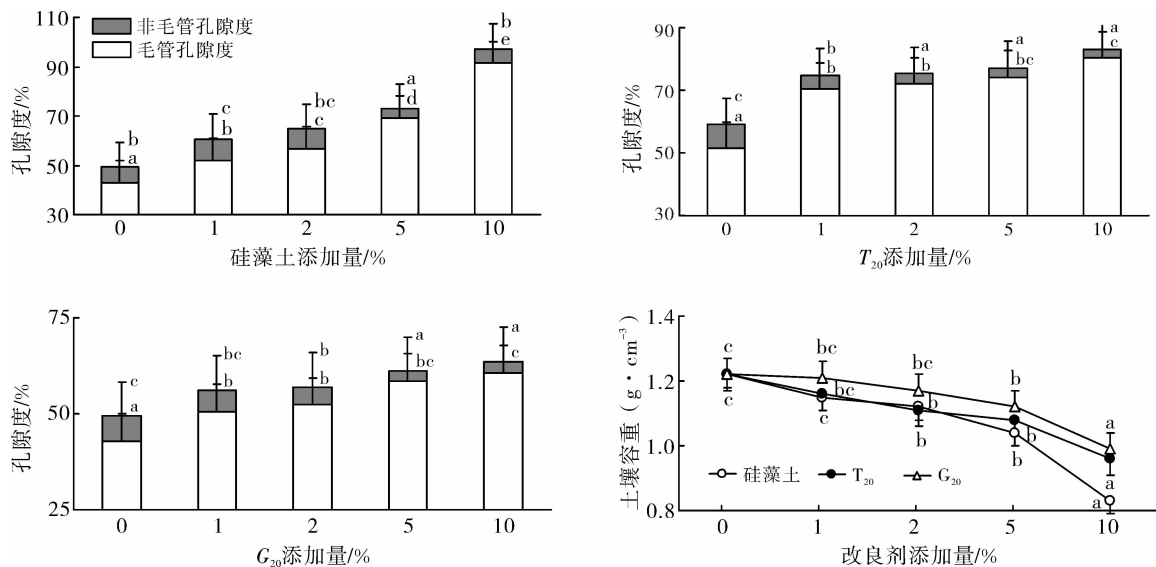 110
90
70
50
30
孔隙度/%
非毛管孔隙度
毛管孔隙度
b
a
c
b
bc
c
a
d
b
e
0 1 2 5 10
硅藻土添加量/%
90
70
50
30
孔隙度/%
c
a
b
b
a
b
a
bc
a
c
0 1 2 5 10
T20添加量/%
75
50
25
孔隙度/%
c
a
bc
b
b
b
a
bc
a
c
0 1 2 5 10
G20添加量/%
1.4
1.2
1.0
0.8
土壤容重（g·cm-3）
c
c
bc
bc
c
bc
b
b
b
b
b
a
a
a
硅藻土 T20 G20
0 1 2 5 10
改良剂添加量/%